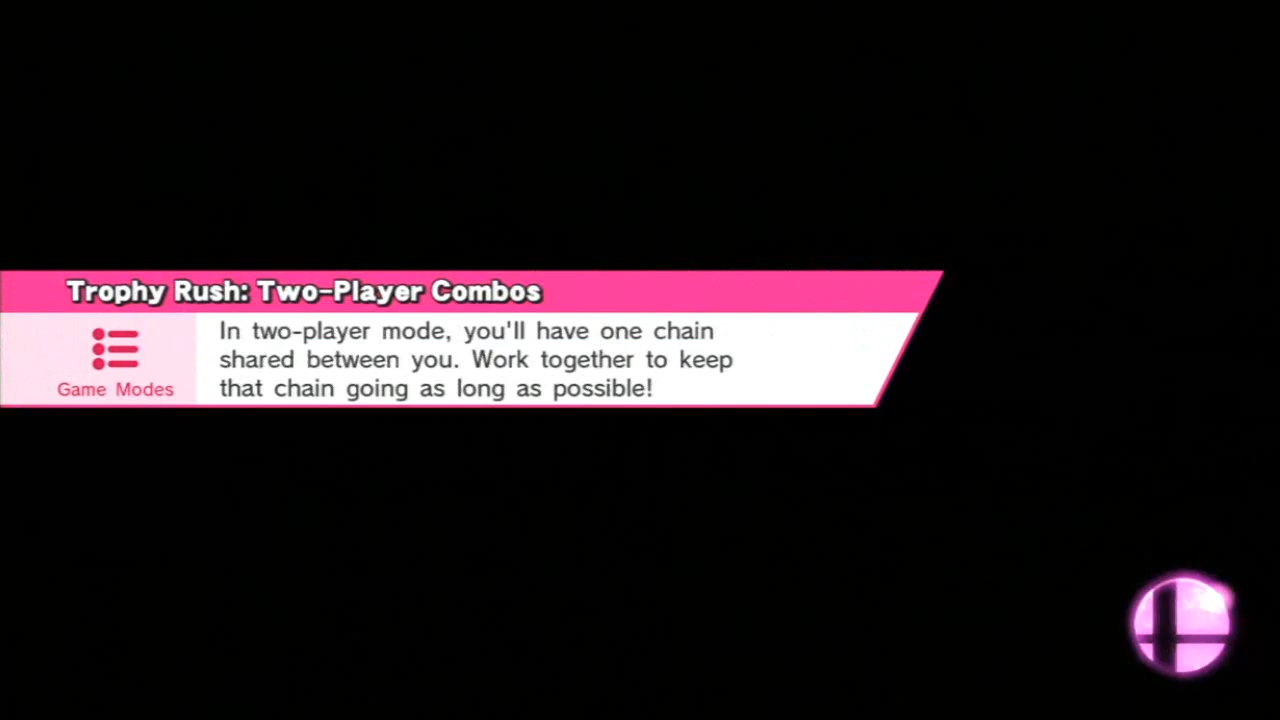 Trophy Rush: Two-Player Combos
In two-player mode, you'll have one chain
shared between you. Work together to keep
that chain going as long as possible!
Game Modes